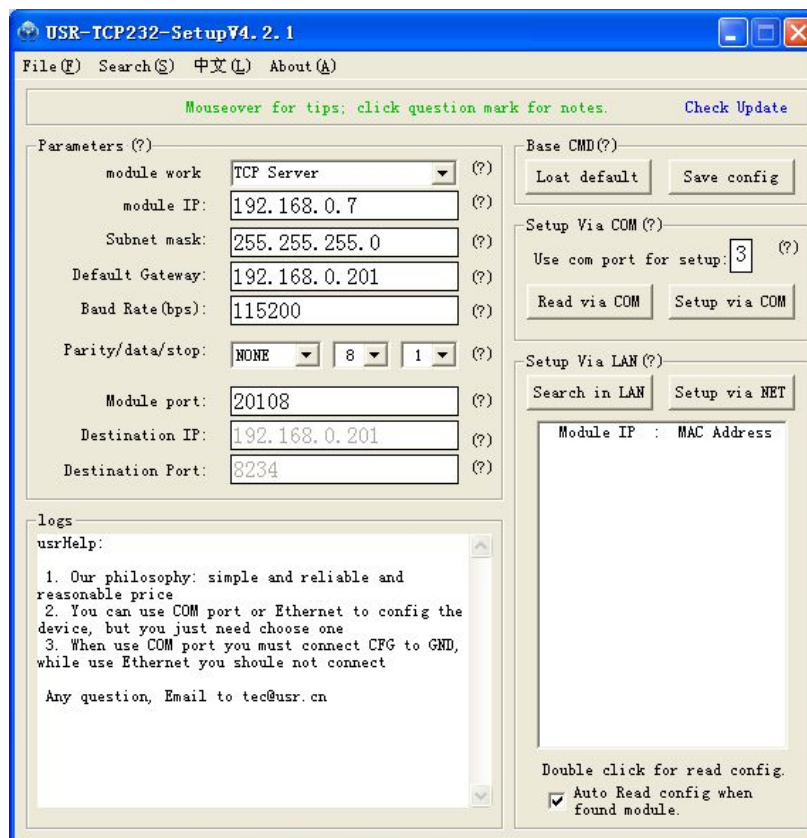 USR-TCP232-SetupV4.2.1
File(F) Search(S) 中文(L) About(A)
Mouseover for tips; click question mark for notes. Check Update
Parameters (?)
module work TCP Server (?)
module IP: 192.168.0.7 (?)
Subnet mask: 255.255.255.0 (?)
Default Gateway: 192.168.0.201 (?)
Baud Rate(bps): 115200 (?)
Parity/data/stop: NONE 8 1 (?)
Module port: 20108 (?)
Destination IP: 192.168.0.201 (?)
Destination Port: 8234 (?)
logs
usrHelp:
1. Our philosophy: simple and reliable and
reasonable price
2. You can use COM port or Ethernet to config the
device, but you just need choose one
3. When use COM port you must connect CFG to GND,
while use Ethernet you shoule not connect
Any question, Email to tec@usr.cn
Base CMD(?)
Loat default Save config
Setup Via COM(?)
Use com port for setup: 3 (?)
Read via COM Setup via COM
Setup Via LAN(?)
Search in LAN Setup via NET
Module IP : MAC Address
Double click for read config.
Auto Read config when
found module.